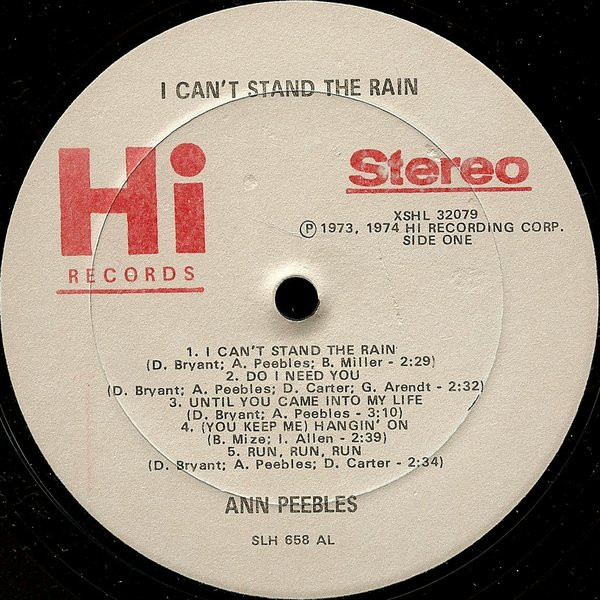 I CAN'T STAND THE RAIN
Hi
RECORDS
Stereo
XSHL 32079
Ⓟ 1973, 1974 HI RECORDING CORP.
SIDE ONE
1. I CAN'T STAND THE RAIN
(D. Bryant; A. Peebles; B. Miller - 2:29)
2. DO I NEED YOU
(D. Bryant; A. Peebles; D. Carter; G. Arendt - 2:32)
3. UNTIL YOU CAME INTO MY LIFE
(D. Bryant; A. Peebles - 3:10)
4. (YOU KEEP ME) HANGIN' ON
(B. Mize; I. Allen - 2:39)
5. RUN, RUN, RUN
(D. Bryant; A. Peebles; D. Carter - 2:34)
ANN PEEBLES
SLH 658 AL